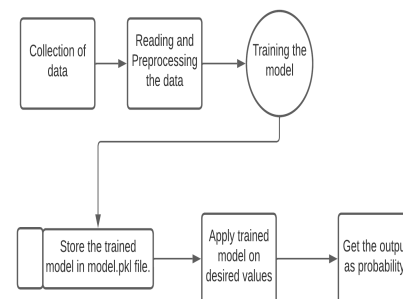 Collection of
data
Reading and
Preprocessing
the data
Training the
model
Store the trained
model in model.pkl file.
Apply trained
model on
desired values
Get the outpu
as probability